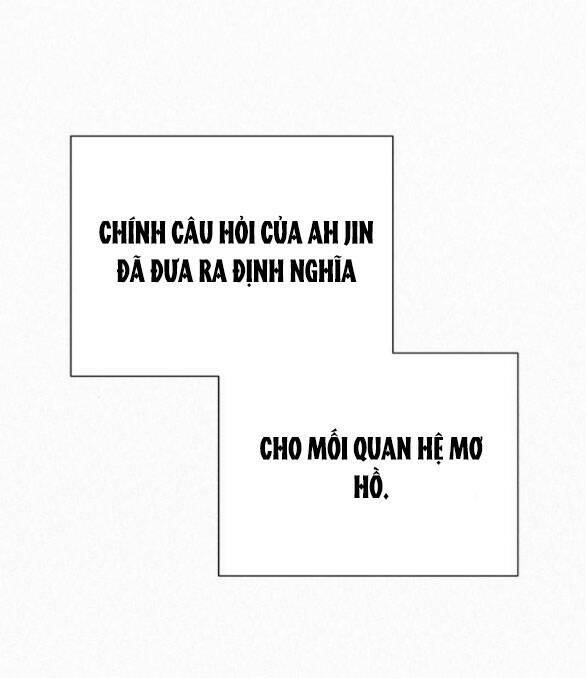 CHÍNH CÂU HỎI CỦA AH JIN
ĐÃ ĐƯA RA ĐỊNH NGHĨA
CHO MỐI QUAN HỆ MƠ
HỒ.